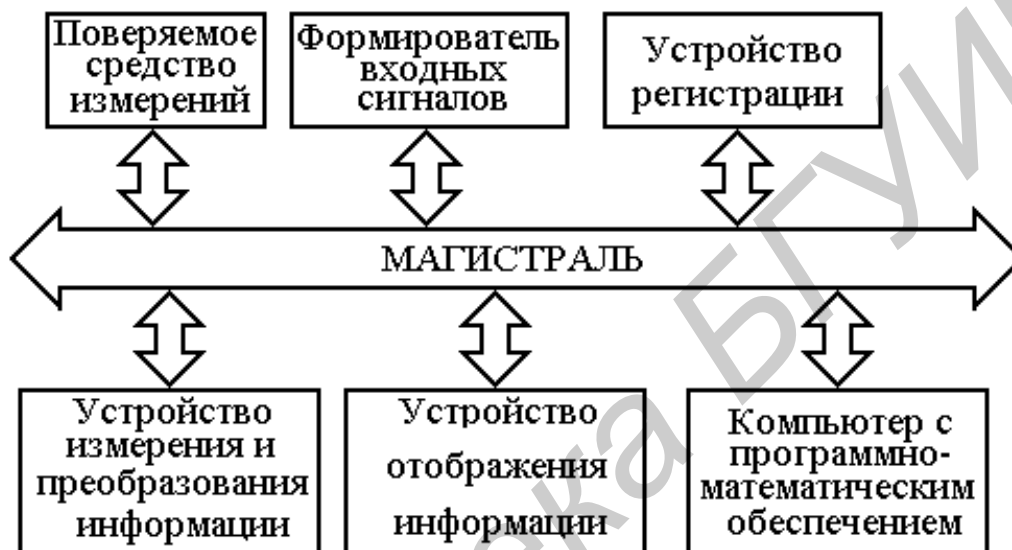 Поверяемое
средство
измерений
Формирователь
входных
сигналов
Устройство
регистрации
МАГИСТРАЛЬ
Устройство
измерения и
преобразования
информации
Устройство
отображения
информации
Компьютер с
программно-
математическим
обеспечением